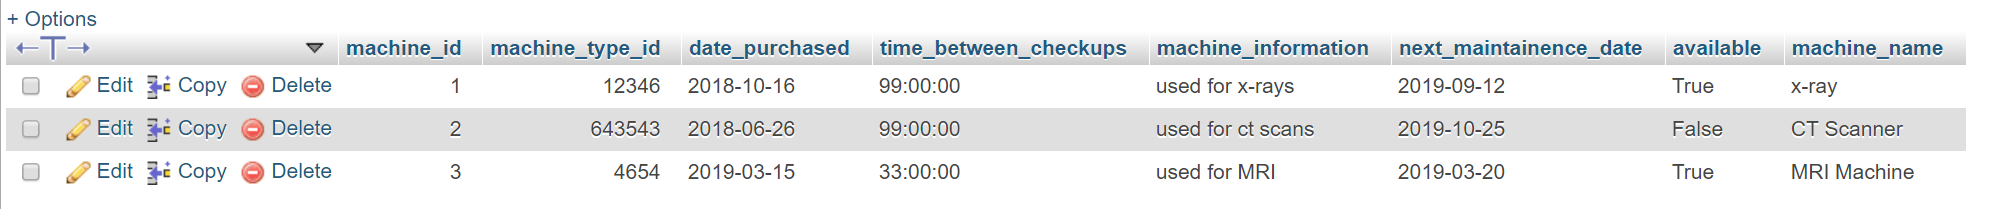 + Options
←T→ machine_id machine_type_id date_purchased time_between_checkups machine_information next_maintainence_date available machine_name
Edit Copy Delete 1 12346 2018-10-16 99:00:00 used for x-rays 2019-09-12 True x-ray
Edit Copy Delete 2 643543 2018-06-26 99:00:00 used for ct scans 2019-10-25 False CT Scanner
Edit Copy Delete 3 4654 2019-03-15 33:00:00 used for MRI 2019-03-20 True MRI Machine